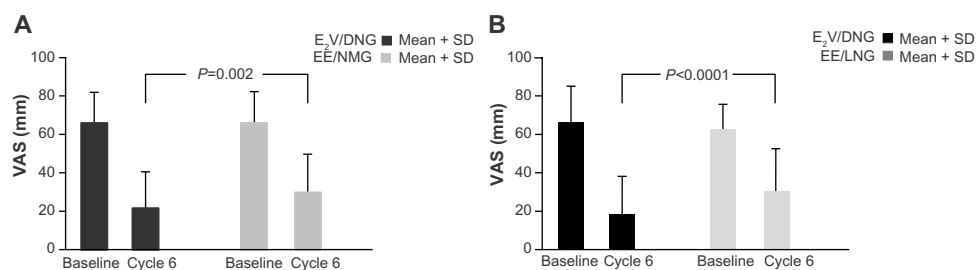 A
E₂V/DNG Mean + SD
EE/NMG Mean + SD
100
80
60
40
20
0
VAS (mm)
P=0.002
Baseline Cycle 6 Baseline Cycle 6
B
E₂V/DNG Mean + SD
EE/LNG Mean + SD
100
80
60
40
20
0
VAS (mm)
P<0.0001
Baseline Cycle 6 Baseline Cycle 6